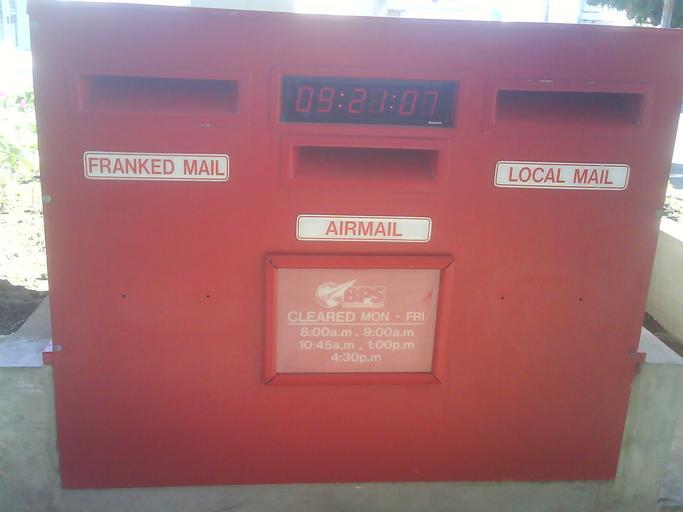 09:21:07
FRANKED MAIL
LOCAL MAIL
AIRMAIL
BPS
CLEARED MON - FRI
8:00a.m . 9:00a.m
10:45a.m . 1:00p.m
4:30p.m